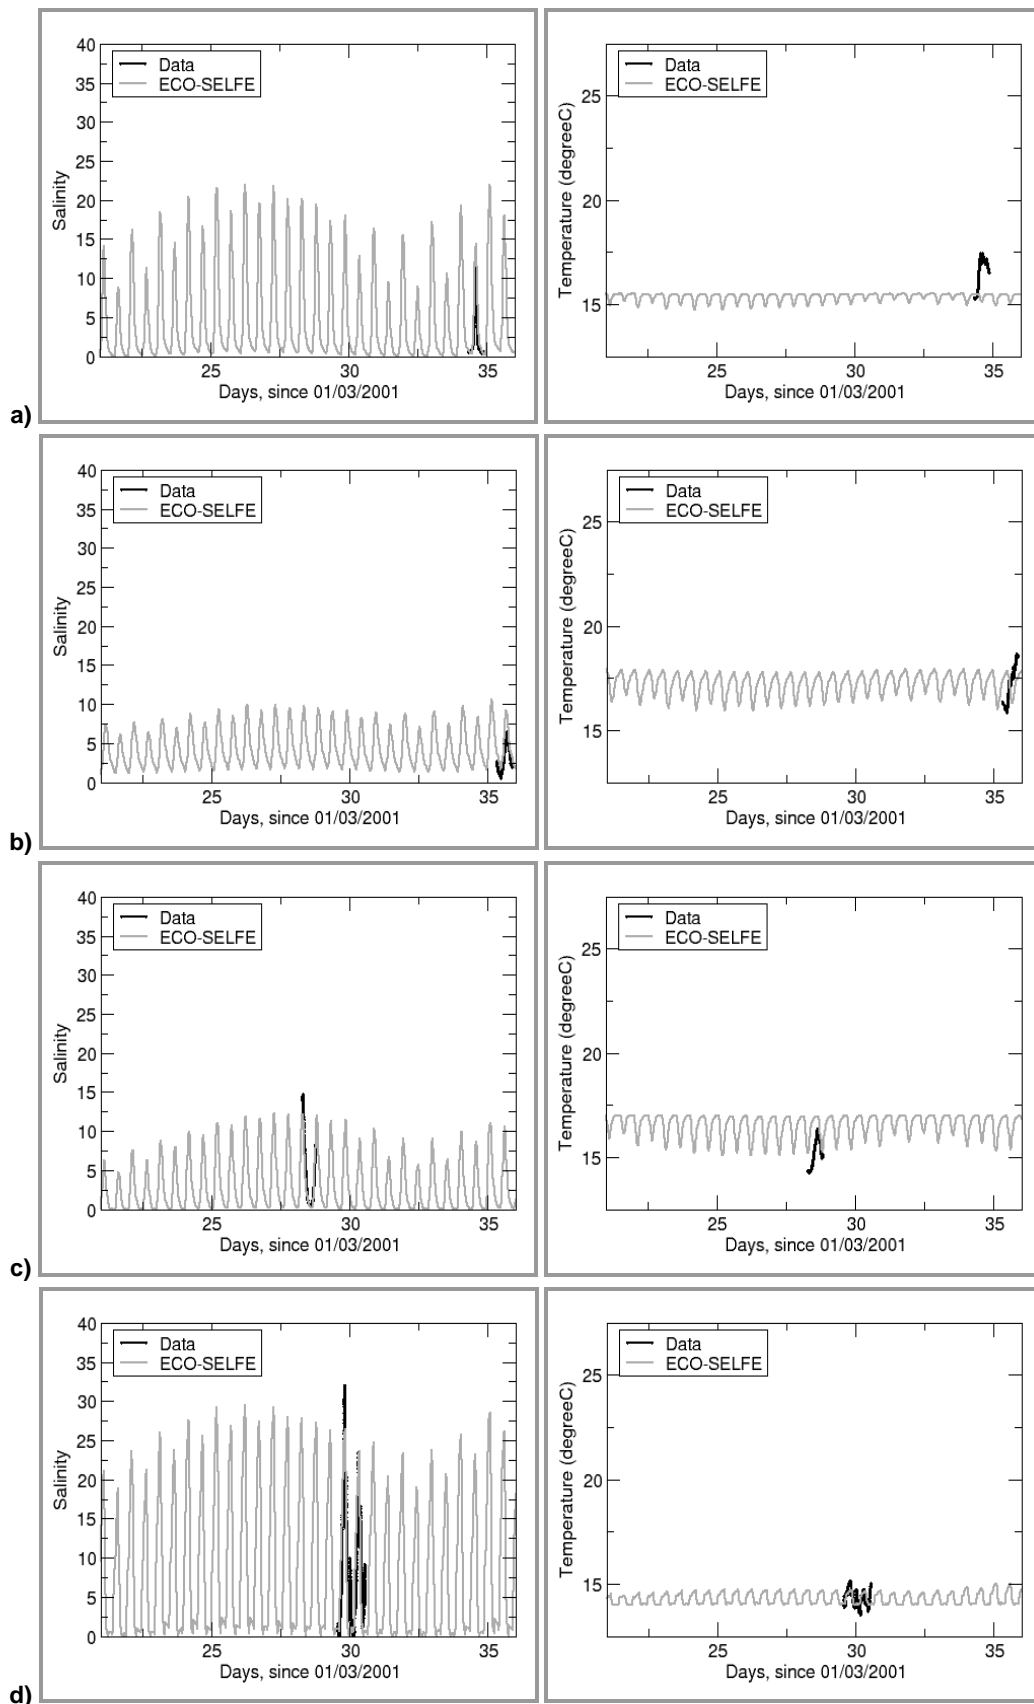 40
35
30
25
20
15
10
5
0
Salinity
Data
ECO-SELFE
25
30
35
Days, since 01/03/2001
25
20
15
Temperature (degreeC)
Data
ECO-SELFE
25
30
35
Days, since 01/03/2001
a)
40
35
30
25
20
15
10
5
0
Salinity
Data
ECO-SELFE
25
30
35
Days, since 01/03/2001
25
20
15
Temperature (degreeC)
Data
ECO-SELFE
25
30
35
Days, since 01/03/2001
b)
40
35
30
25
20
15
10
5
0
Salinity
Data
ECO-SELFE
25
30
35
Days, since 01/03/2001
25
20
15
Temperature (degreeC)
Data
ECO-SELFE
25
30
35
Days, since 01/03/2001
c)
40
35
30
25
20
15
10
5
0
Salinity
Data
ECO-SELFE
25
30
35
Days, since 01/03/2001
25
20
15
Temperature (degreeC)
Data
ECO-SELFE
25
30
35
Days, since 01/03/2001
d)